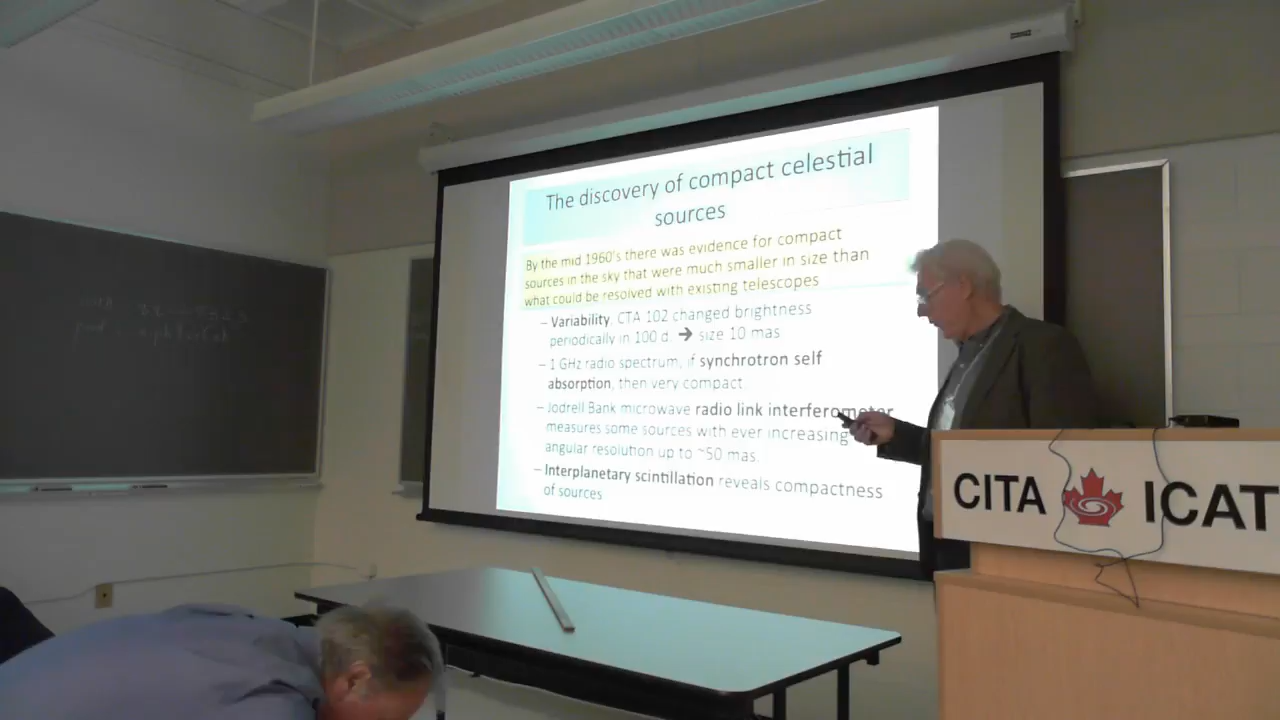 The discovery of compact celestial
sources
By the mid 1960's there was evidence for compact
sources in the sky that were much smaller in size than
what could be resolved with existing telescopes
– Variability, CTA 102 changed brightness
periodically in 100 d. → size 10 mas
– 1 GHz radio spectrum, if synchrotron self
absorption, then very compact.
– Jodrell Bank microwave radio link interferometer
measures some sources with ever increasing
angular resolution up to ~50 mas.
– Interplanetary scintillation reveals compactness
of sources
CITA ICAT